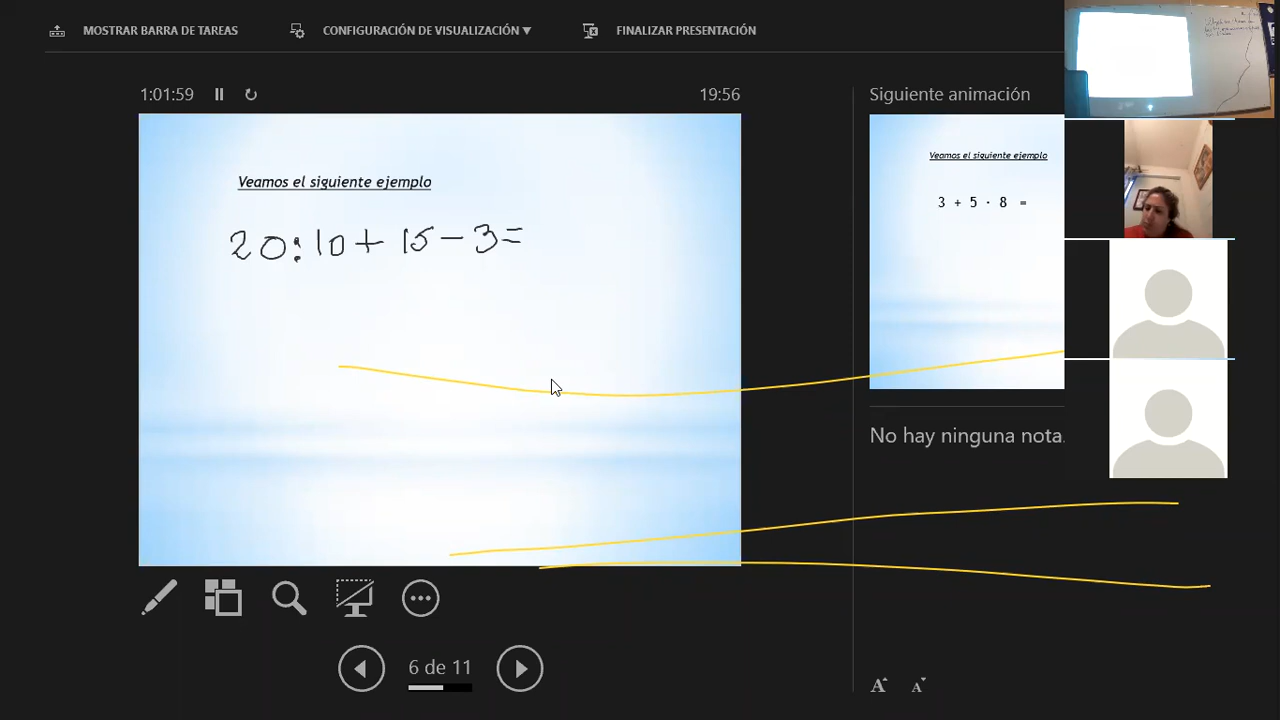 MOSTRAR BARRA DE TAREAS
CONFIGURACIÓN DE VISUALIZACIÓN ▼
FINALIZAR PRESENTACIÓN
1:01:59
19:56
Veamos el siguiente ejemplo
20:10+15-3=
Siguiente animación
Veamos el siguiente ejemplo
3 + 5 · 8 =
No hay ninguna nota.
6 de 11
A A